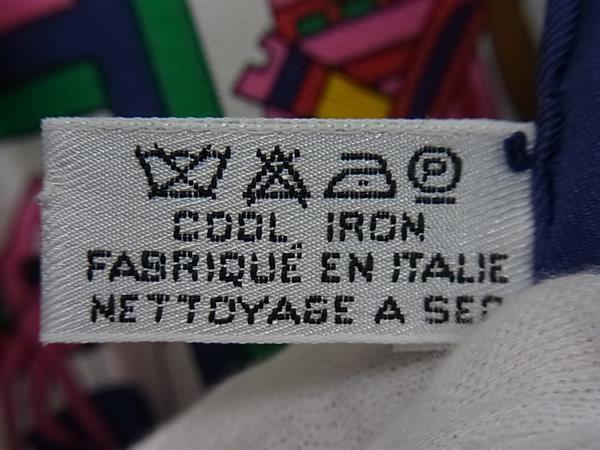 P
COOL IRON
FABRIQUÉ EN ITALIE
NETTOYAGE A SEC